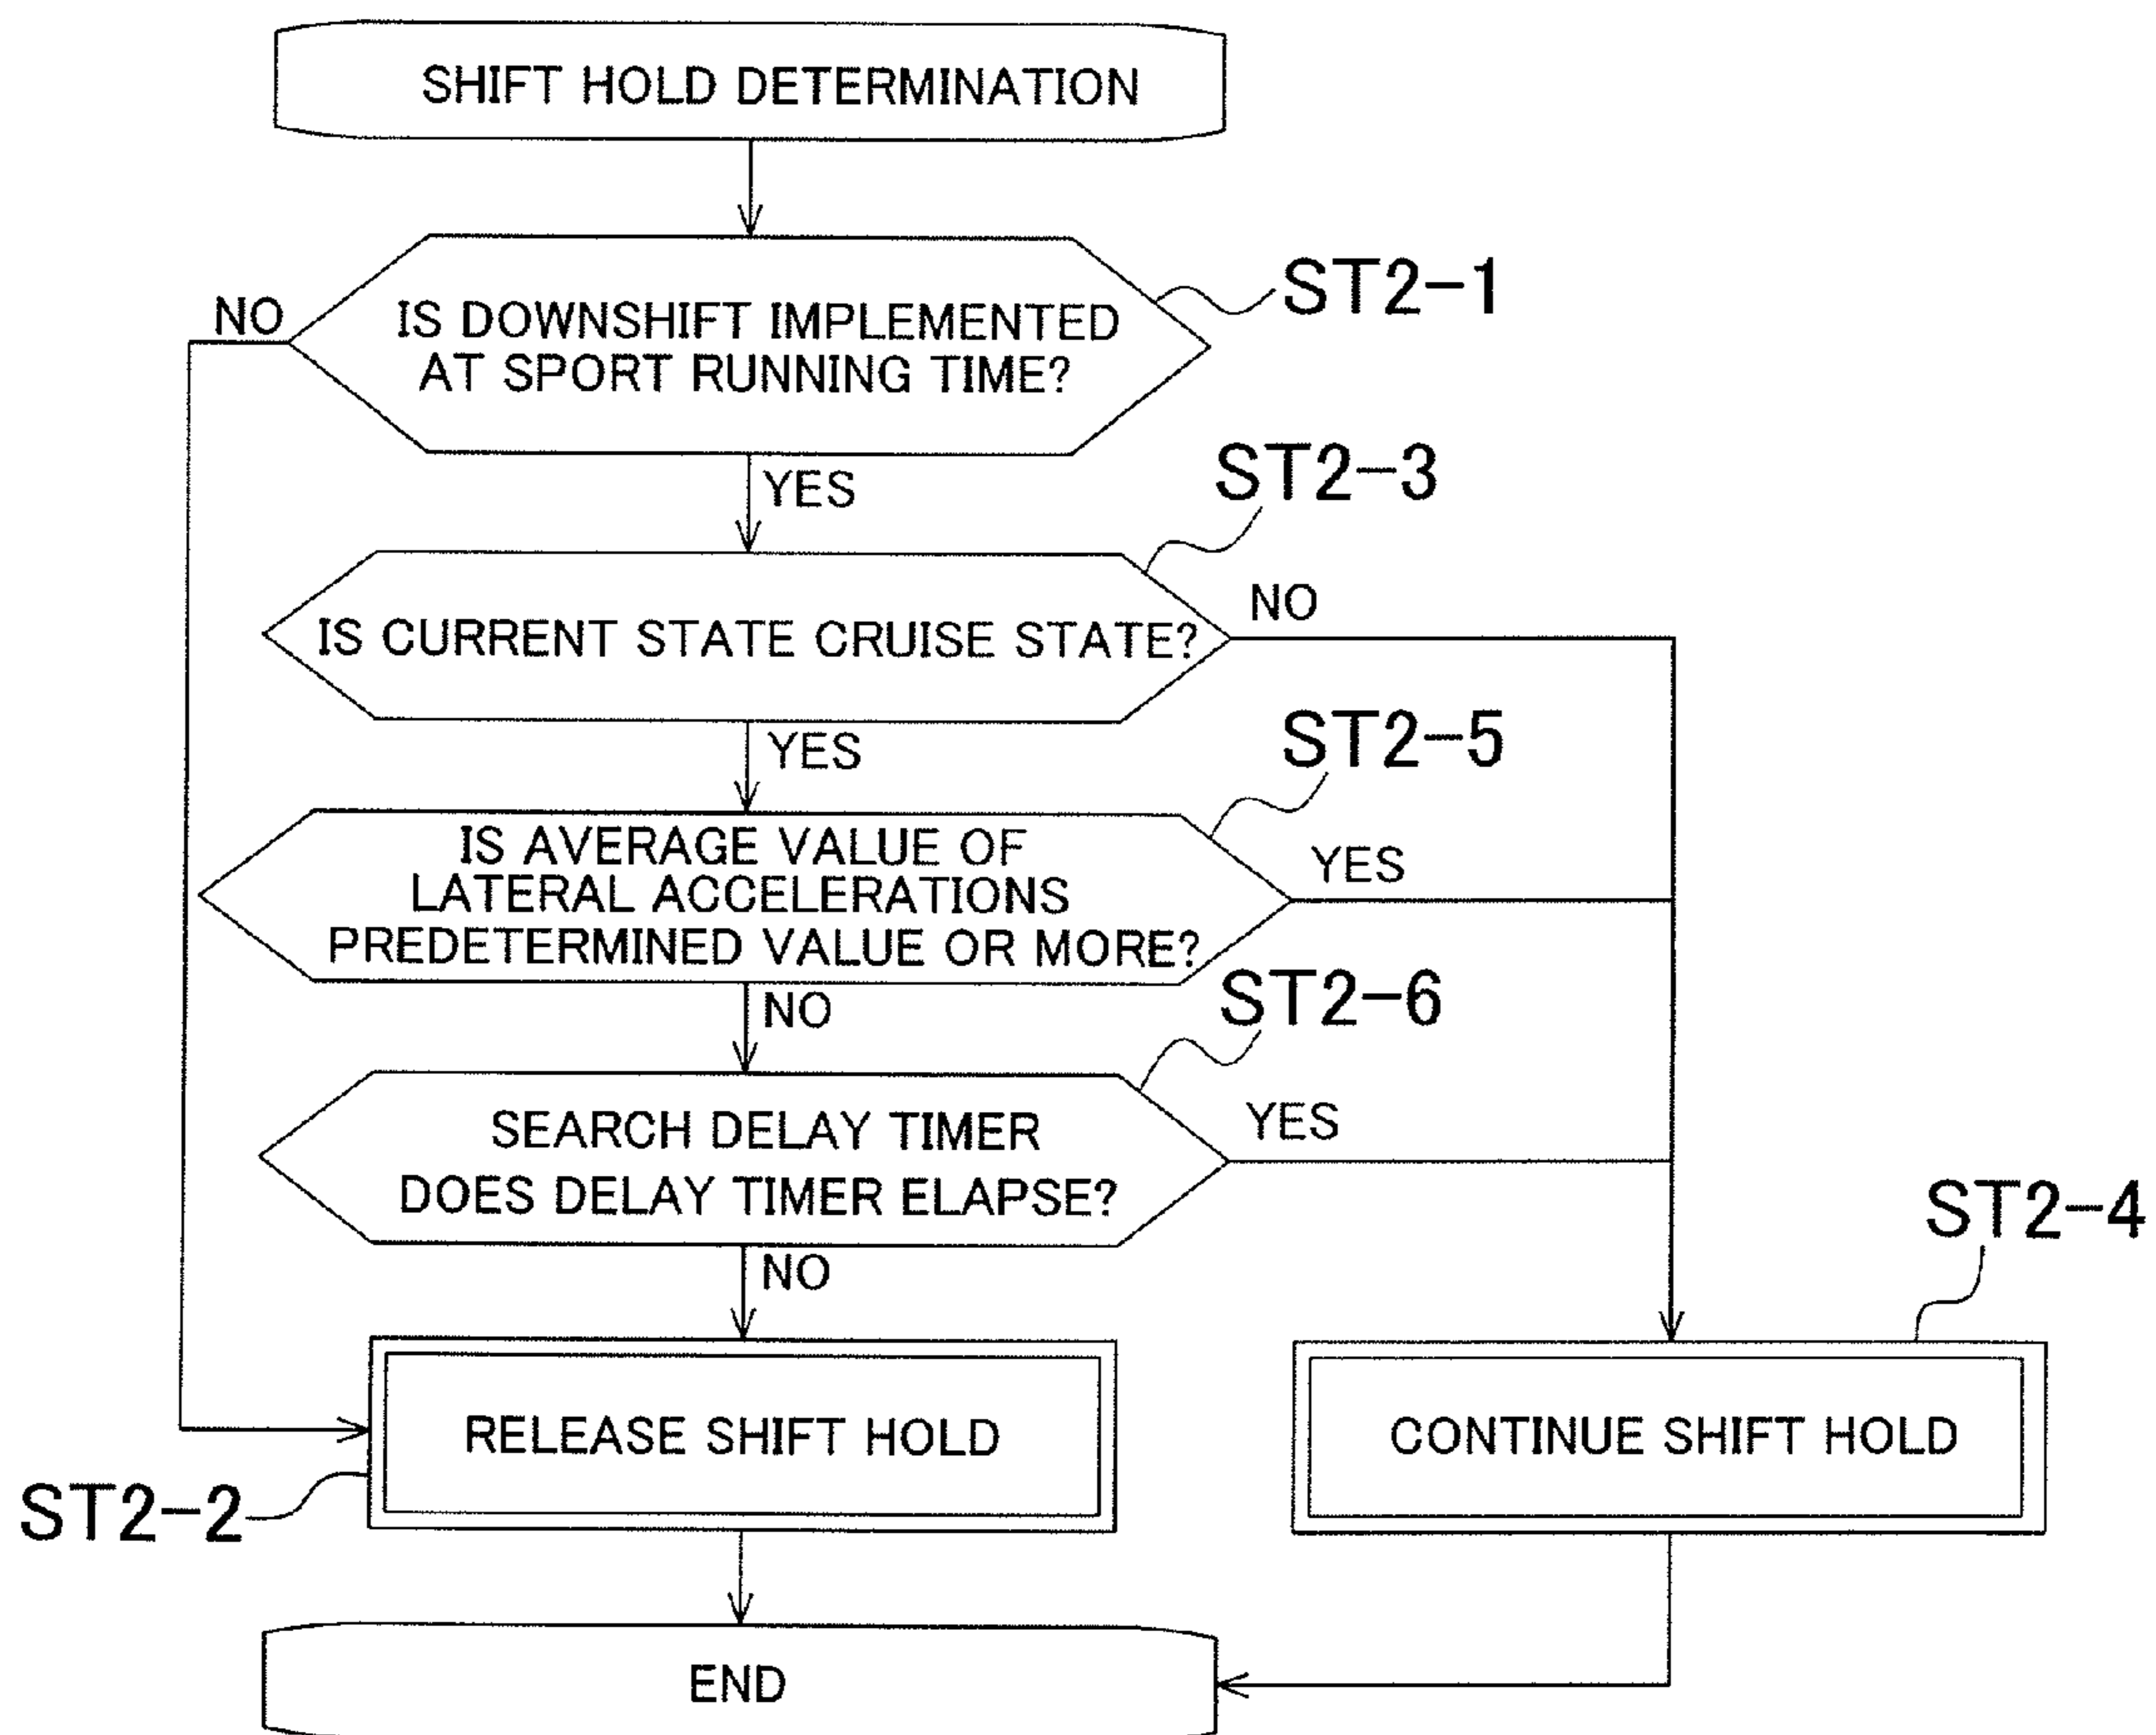 SHIFT HOLD DETERMINATION
ST2-1
NO
IS DOWNSHIFT IMPLEMENTED
AT SPORT RUNNING TIME?
YES
ST2-3
NO
IS CURRENT STATE CRUISE STATE?
YES
ST2-5
IS AVERAGE VALUE OF
LATERAL ACCELERATIONS
PREDETERMINED VALUE OR MORE?
YES
NO
ST2-6
SEARCH DELAY TIMER
DOES DELAY TIMER ELAPSE?
YES
NO
ST2-4
RELEASE SHIFT HOLD
CONTINUE SHIFT HOLD
ST2-2
END